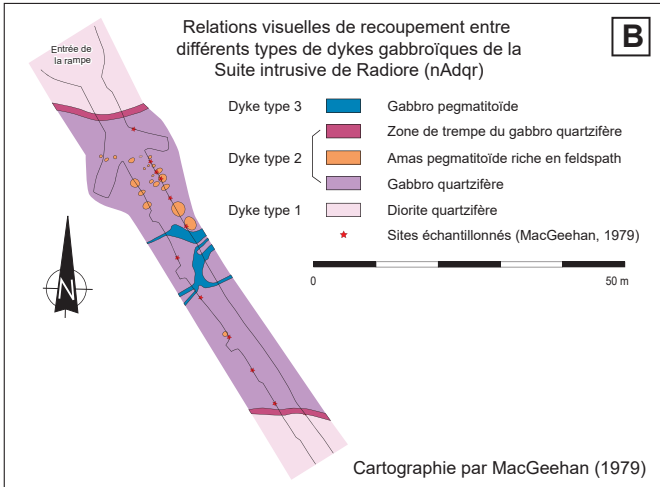 Relations visuelles de recoupement entre
différents types de dykes gabbroïques de la
Suite intrusive de Radiore (nAdqr)
B
Entrée de
la rampe
Dyke type 3
Gabbro pegmatitoïde
Zone de trempe du gabbro quartzifère
Dyke type 2
Amas pegmatitoïde riche en feldspath
Gabbro quartzifère
Dyke type 1
Diorite quartzifère
Sites échantillonnés (MacGeehan, 1979)
0
50 m
N
Cartographie par MacGeehan (1979)